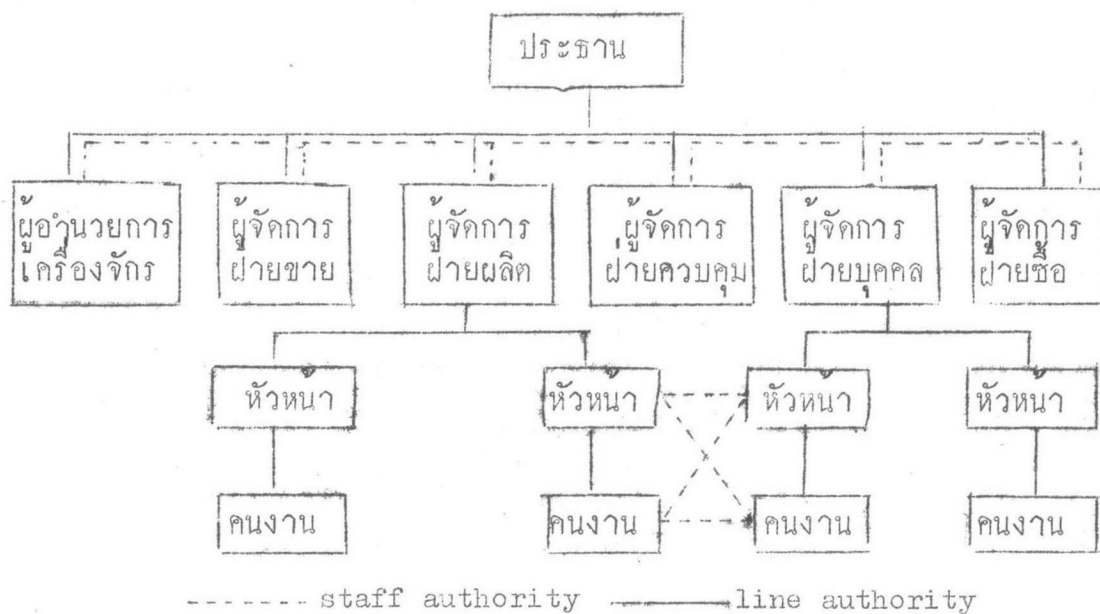 ประธาน
ผู้อำนวยการ
เครื่องจักร
ผู้จัดการ
ฝ่ายขาย
ผู้จัดการ
ฝ่ายผลิต
ผู้จัดการ
ฝ่ายควบคุม
ผู้จัดการ
ฝ่ายบุคคล
ผู้จัดการ
ฝ่ายซื้อ
หัวหน้า
หัวหน้า
หัวหน้า
หัวหน้า
คนงาน
คนงาน
คนงาน
คนงาน
staff authority
line authority